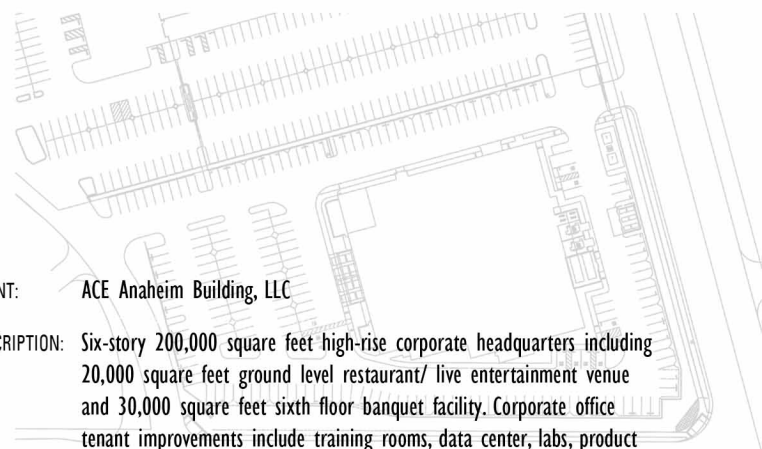 NT: ACE Anaheim Building, LLC
CRIPTION: Six-story 200,000 square feet high-rise corporate headquarters including
20,000 square feet ground level restaurant/ live entertainment venue
and 30,000 square feet sixth floor banquet facility. Corporate office
tenant improvements include training rooms, data center, labs, product